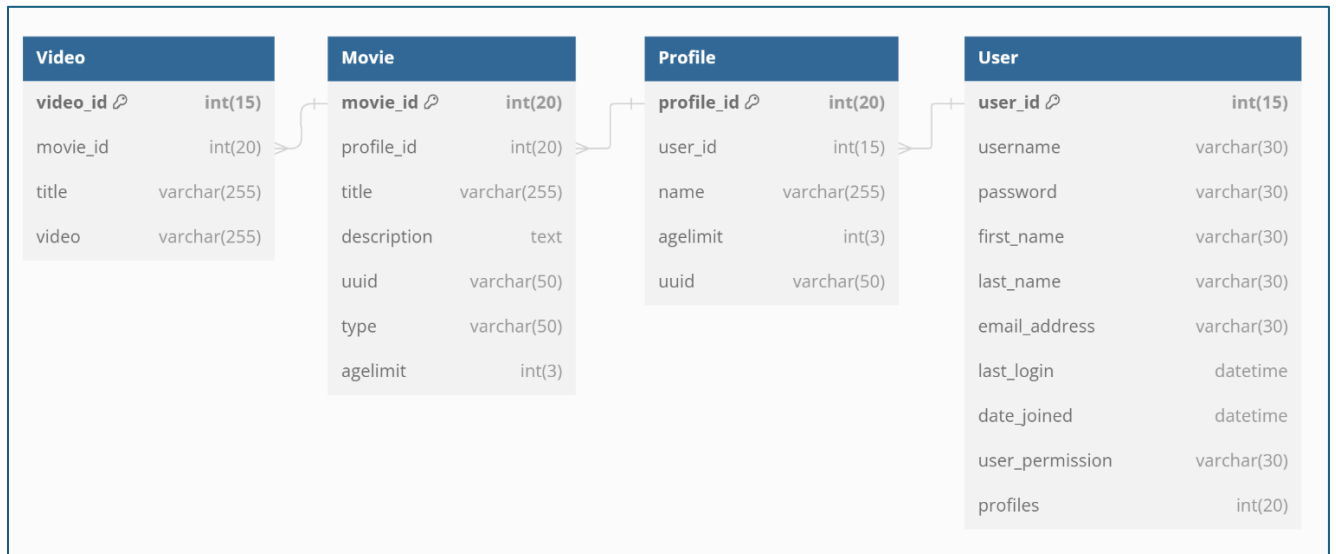 Video
video_id int(15)
movie_id int(20)
title varchar(255)
video varchar(255)
Movie
movie_id int(20)
profile_id int(20)
title varchar(255)
description text
uuid varchar(50)
type varchar(50)
agelimit int(3)
Profile
profile_id int(20)
user_id int(15)
name varchar(255)
agelimit int(3)
uuid varchar(50)
User
user_id int(15)
username varchar(30)
password varchar(30)
first_name varchar(30)
last_name varchar(30)
email_address varchar(30)
last_login datetime
date_joined datetime
user_permission varchar(30)
profiles int(20)